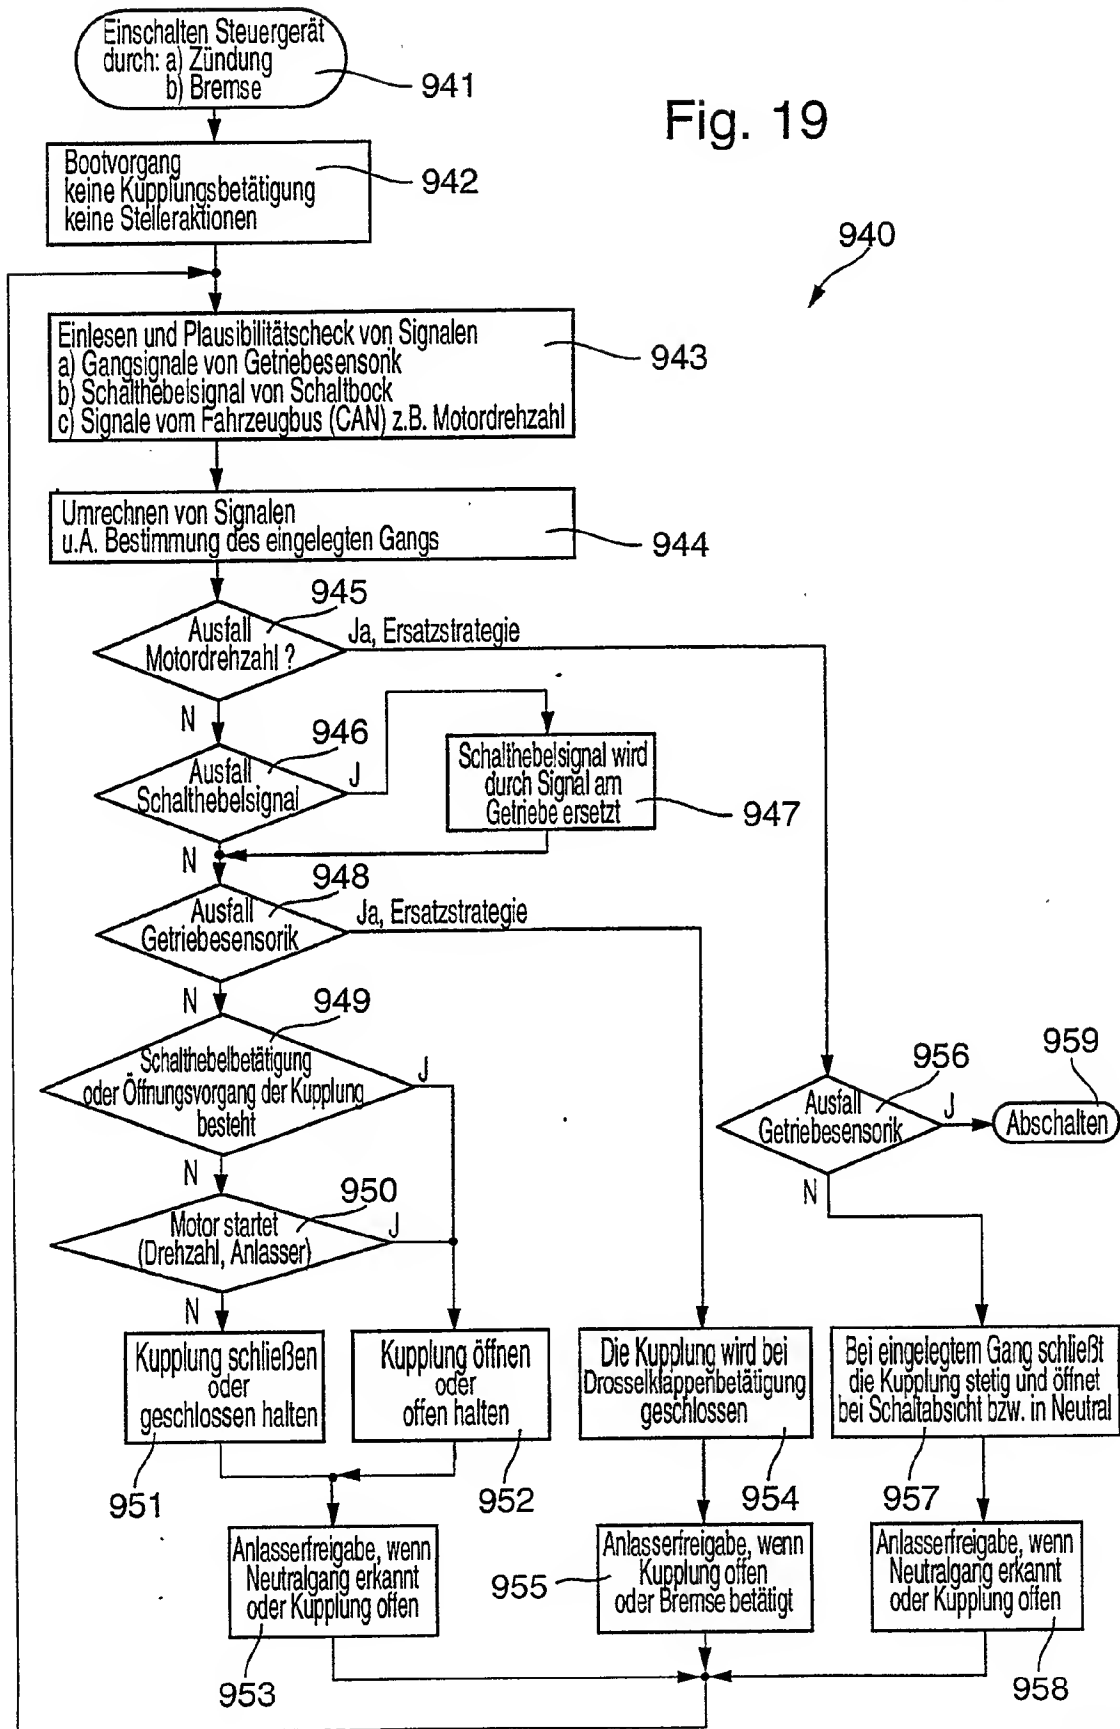 Einschalten Steuergerät
durch: a) Zündung
b) Bremse
941
Fig. 19
Bootvorgang
keine Kupplungsbetätigung
keine Stelleraktionen
942
940
Einlesen und Plausibilitätscheck von Signalen
a) Gangsignale von Getriebesensorik
b) Schalthebelsignal von Schaltbock
c) Signale vom Fahrzeugbus (CAN) z.B. Motordrehzahl
943
Umrechnen von Signalen
u.A. Bestimmung des eingelegten Gangs
944
945
Ausfall
Motordrehzahl ?
Ja, Ersatzstrategie
N
946
Ausfall
Schalthebelsignal
J
Schalthebelsignal wird
durch Signal am
Getriebe ersetzt
947
N
948
Ausfall
Getriebesensorik
Ja, Ersatzstrategie
N
949
Schalthebelbetätigung
oder Öffnungsvorgang der Kupplung
besteht
J
956
Ausfall
Getriebesensorik
J
959
Abschalten
N
N
950
Motor startet
(Drehzahl, Anlasser)
J
N
Kupplung schließen
oder
geschlossen halten
951
Kupplung öffnen
oder
offen halten
952
Die Kupplung wird bei
Drosselklappenbetätigung
geschlossen
954
Bei eingelegtem Gang schließt
die Kupplung stetig und öffnet
bei Schaltabsicht bzw. in Neutral
957
Anlasserfreigabe, wenn
Neutralgang erkannt
oder Kupplung offen
953
955
Anlasserfreigabe, wenn
Kupplung offen
oder Bremse betätigt
Anlasserfreigabe, wenn
Neutralgang erkannt
oder Kupplung offen
958